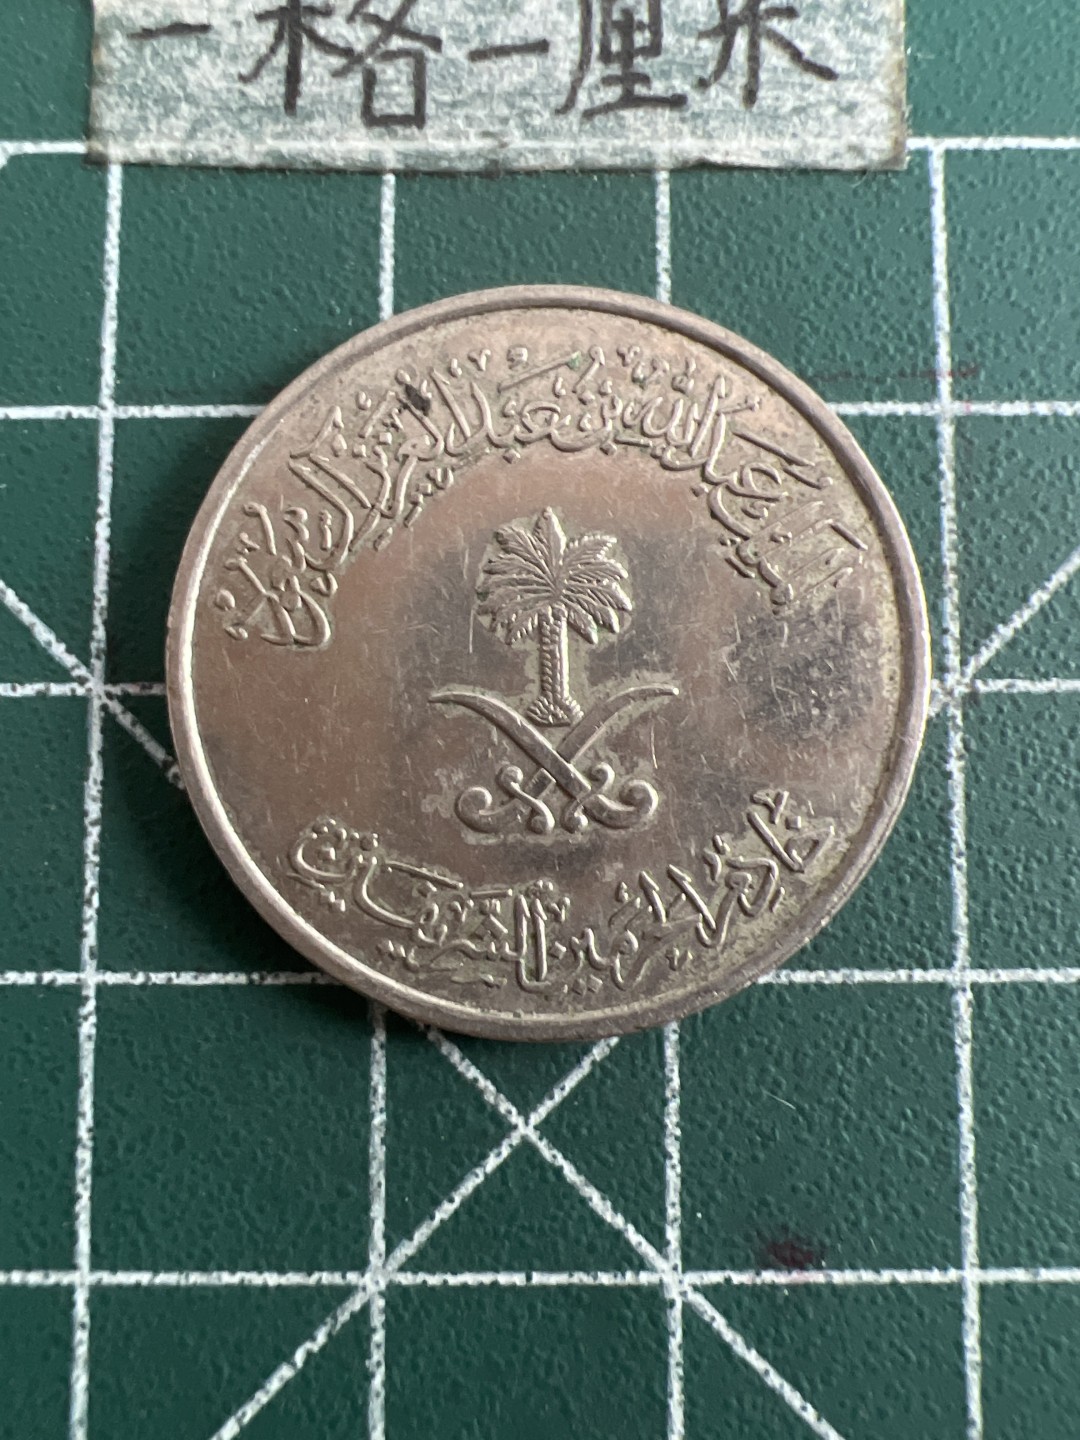 一格一厘米
الملك عبدالله بن عبدالعزيز آل سعود
خادم الحرمين الشريفين